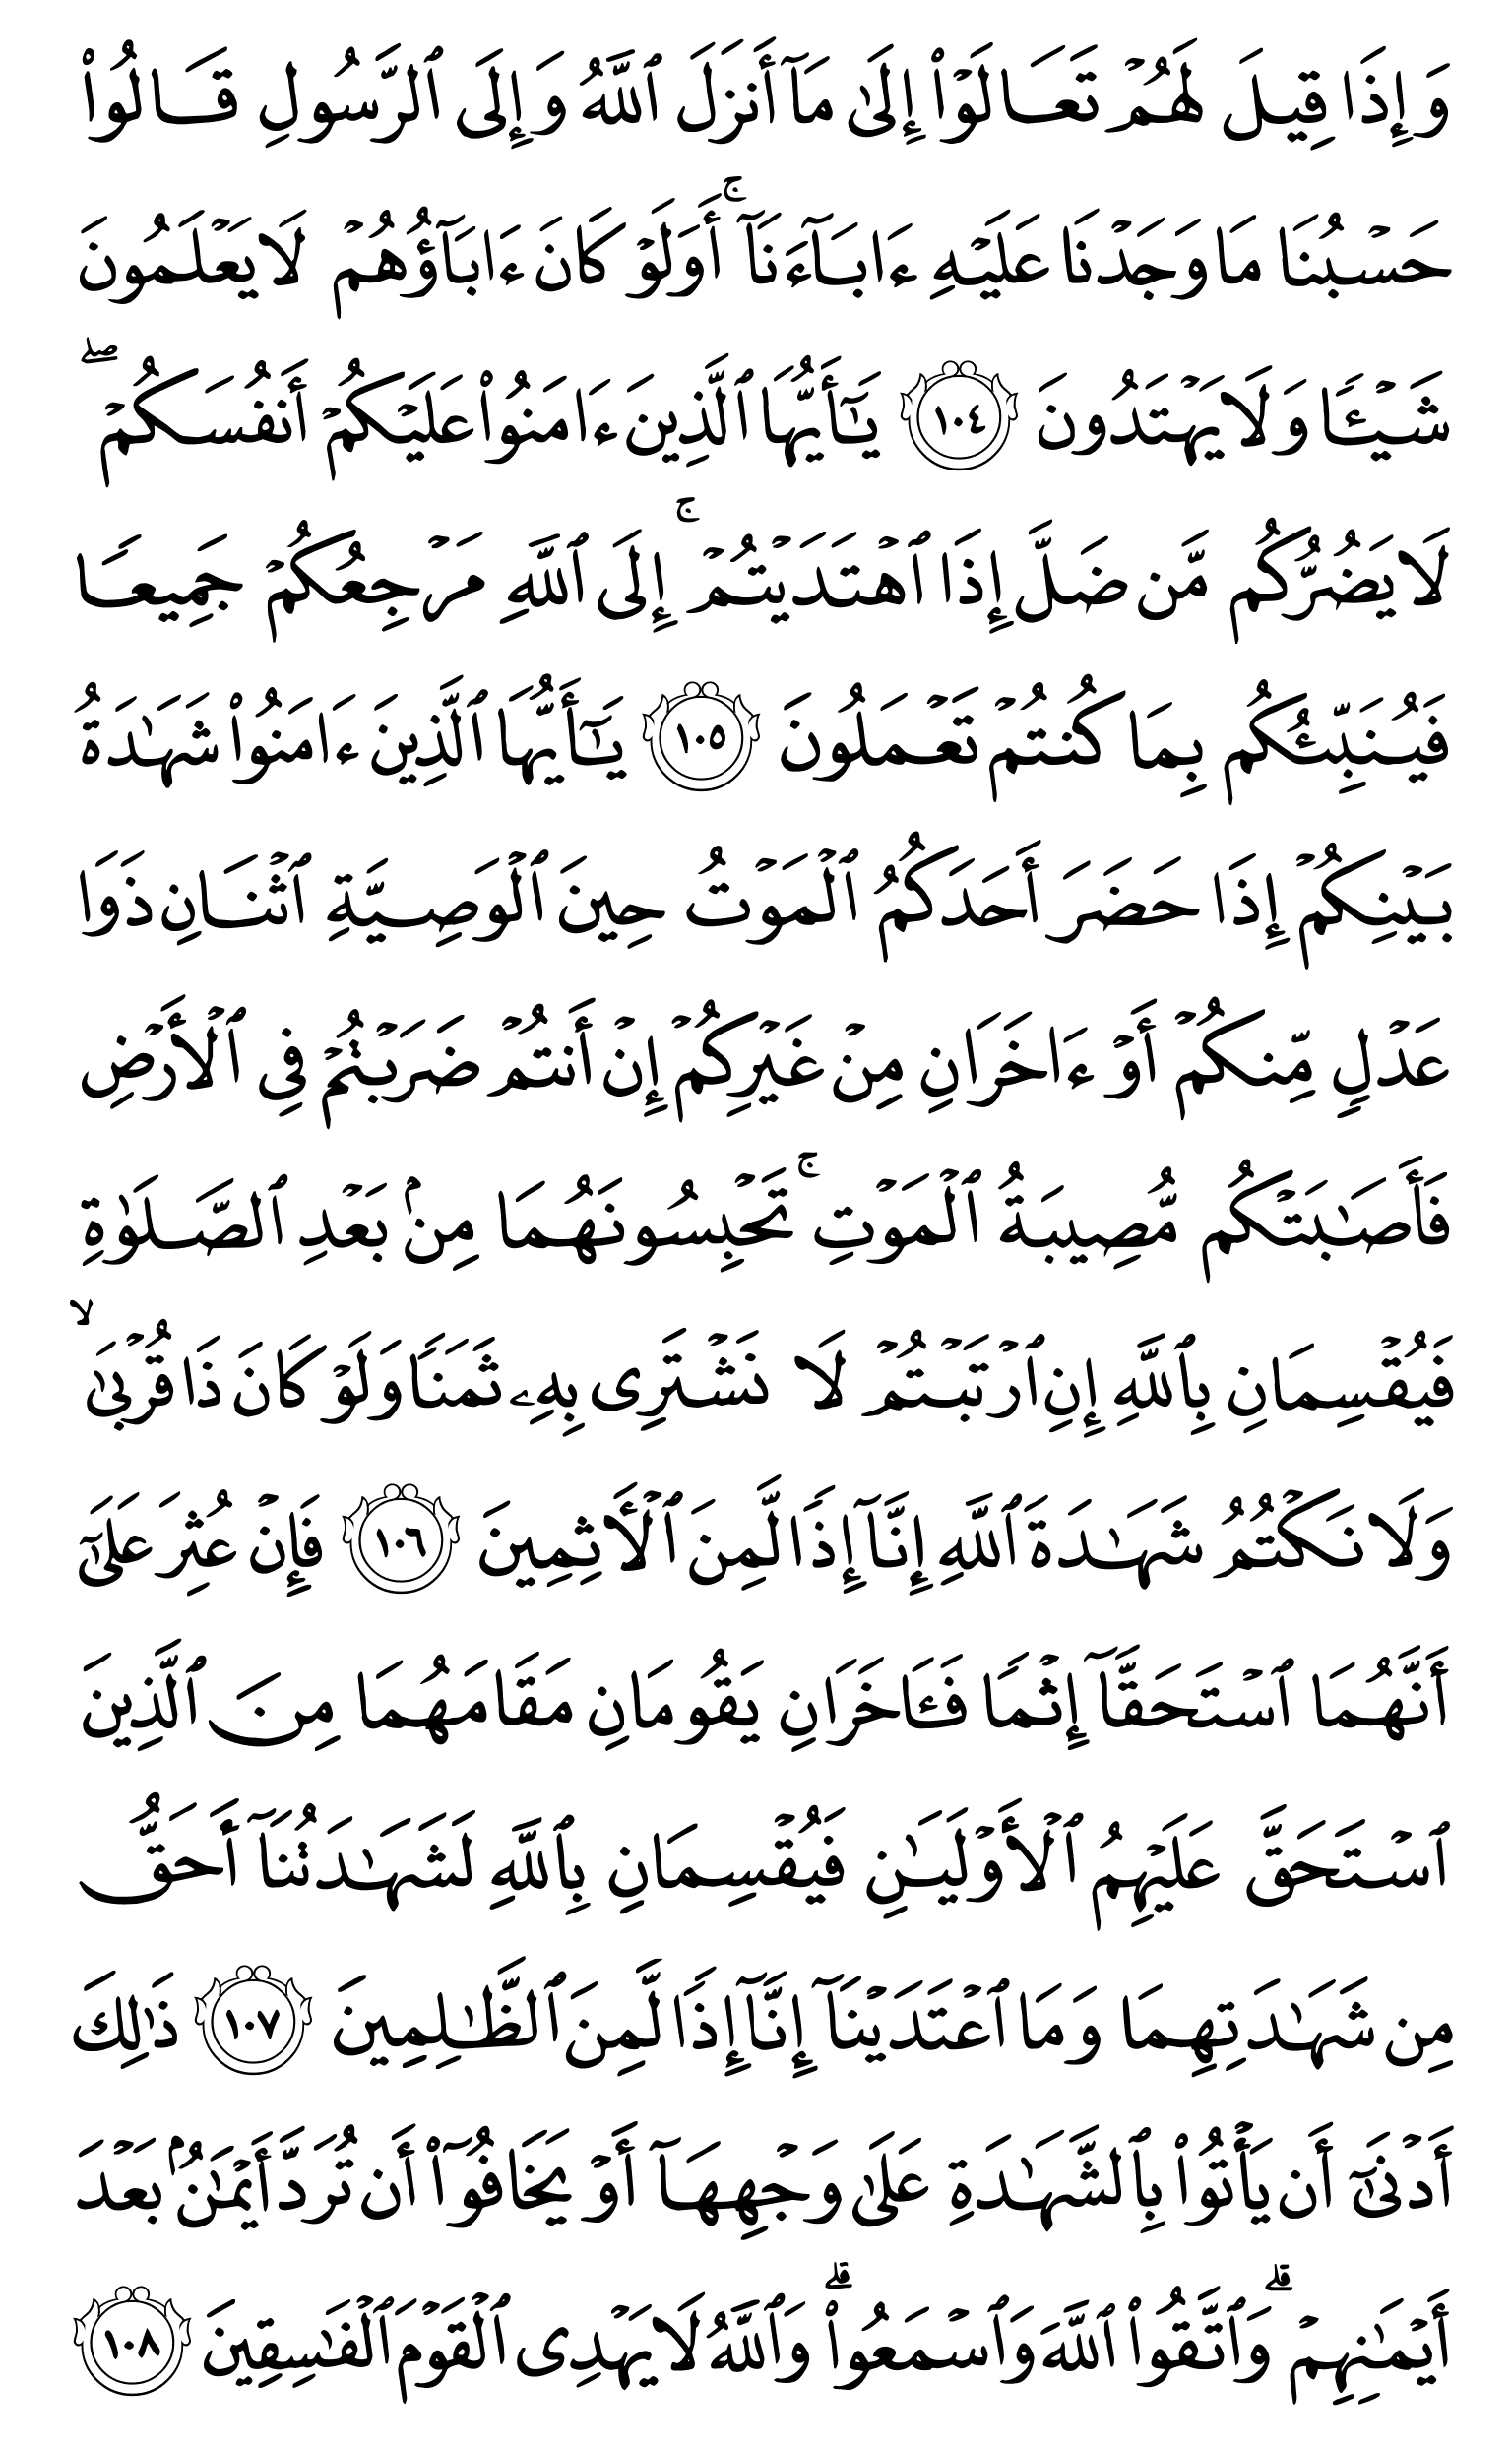 وَإِذَا قِيلَ لَهُمْ تَعَالَوْا۟ إِلَىٰ مَآ أَنزَلَ ٱللَّهُ وَإِلَى ٱلرَّسُولِ قَالُوا۟
حَسْبُنَا مَا وَجَدْنَا عَلَيْهِ ءَابَآءَنَآ ۚ أَوَلَوْ كَانَ ءَابَآؤُهُمْ لَا يَعْلَمُونَ
شَيْـًٔا وَلَا يَهْتَدُونَ ١٠٤ يَـٰٓأَيُّهَا ٱلَّذِينَ ءَامَنُوا۟ عَلَيْكُمْ أَنفُسَكُمْ ۖ
لَا يَضُرُّكُم مَّن ضَلَّ إِذَا ٱهْتَدَيْتُمْ ۚ إِلَى ٱللَّهِ مَرْجِعُكُمْ جَمِيعًا
فَيُنَبِّئُكُم بِمَا كُنتُمْ تَعْمَلُونَ ١٠٥ يَـٰٓأَيُّهَا ٱلَّذِينَ ءَامَنُوا۟ شَهَـٰدَةُ
بَيْنِكُمْ إِذَا حَضَرَ أَحَدَكُمُ ٱلْمَوْتُ حِينَ ٱلْوَصِيَّةِ ٱثْنَانِ ذَوَا
عَدْلٍ مِّنكُمْ أَوْ ءَاخَرَانِ مِنْ غَيْرِكُمْ إِنْ أَنتُمْ ضَرَبْتُمْ فِى ٱلْأَرْضِ
فَأَصَـٰبَتْكُم مُّصِيبَةُ ٱلْمَوْتِ ۚ تَحْبِسُونَهُمَا مِنۢ بَعْدِ ٱلصَّلَوٰةِ
فَيُقْسِمَانِ بِٱللَّهِ إِنِ ٱرْتَبْتُمْ لَا نَشْتَرِى بِهِۦ ثَمَنًا وَلَوْ كَانَ ذَا قُرْبَىٰ ۙ
وَلَا نَكْتُمُ شَهَـٰدَةَ ٱللَّهِ إِنَّآ إِذًا لَّمِنَ ٱلْـَٔاثِمِينَ ١٠٦ فَإِنْ عُثِرَ عَلَىٰٓ
أَنَّهُمَا ٱسْتَحَقَّآ إِثْمًا فَـَٔاخَرَانِ يَقُومَانِ مَقَامَهُمَا مِنَ ٱلَّذِينَ
ٱسْتَحَقَّ عَلَيْهِمُ ٱلْأَوْلَيَـٰنِ فَيُقْسِمَانِ بِٱللَّهِ لَشَهَـٰدَتُنَآ أَحَقُّ
مِن شَهَـٰدَتِهِمَا وَمَا ٱعْتَدَيْنَآ إِنَّآ إِذًا لَّمِنَ ٱلظَّـٰلِمِينَ ١٠٧ ذَٰلِكَ
أَدْنَىٰٓ أَن يَأْتُوا۟ بِٱلشَّهَـٰدَةِ عَلَىٰ وَجْهِهَآ أَوْ يَخَافُوٓا۟ أَن تُرَدَّ أَيْمَـٰنٌۢ بَعْدَ
أَيْمَـٰنِهِمْ ۗ وَٱتَّقُوا۟ ٱللَّهَ وَٱسْمَعُوا۟ ۗ وَٱللَّهُ لَا يَهْدِى ٱلْقَوْمَ ٱلْفَـٰسِقِينَ ١٠٨